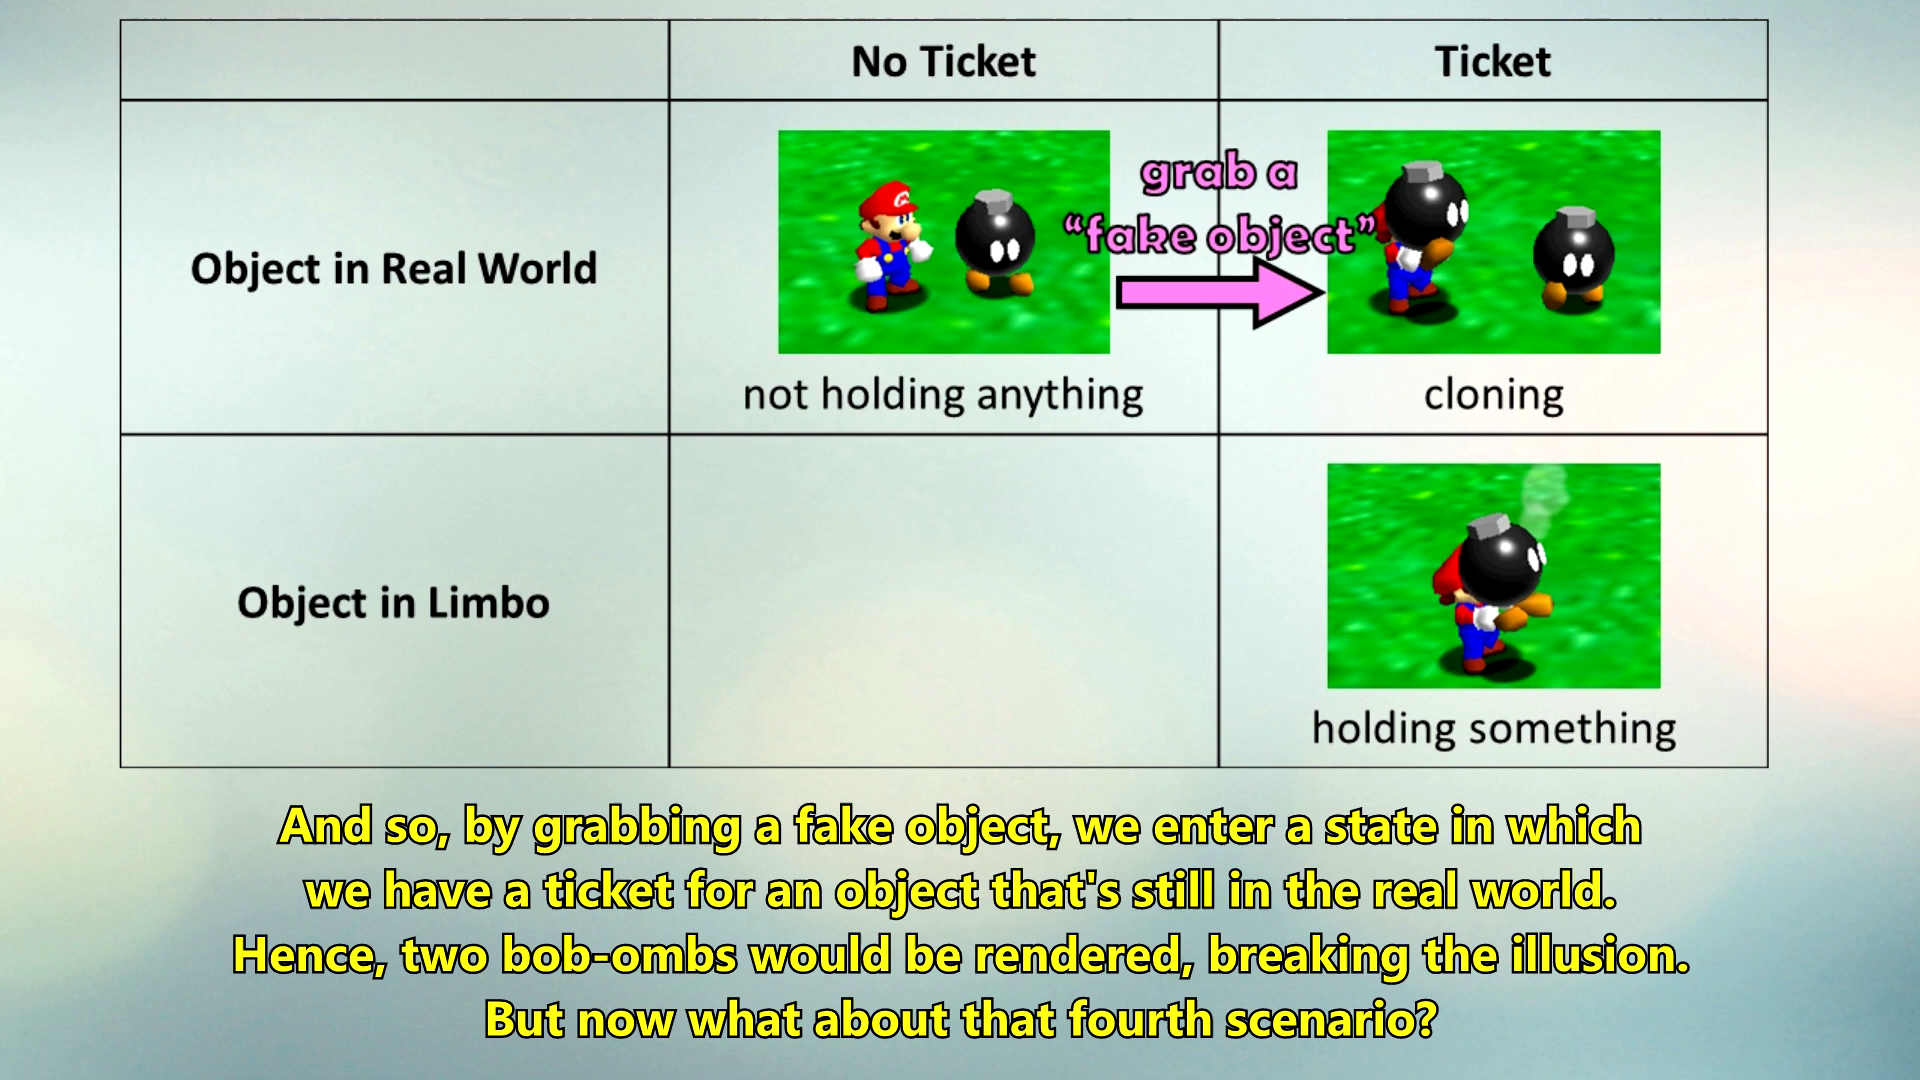 No Ticket
Ticket
Object in Real World
grab a
“fake object”
not holding anything
cloning
Object in Limbo
holding something
And so, by grabbing a fake object, we enter a state in which
we have a ticket for an object that's still in the real world.
Hence, two bob-ombs would be rendered, breaking the illusion.
But now what about that fourth scenario?